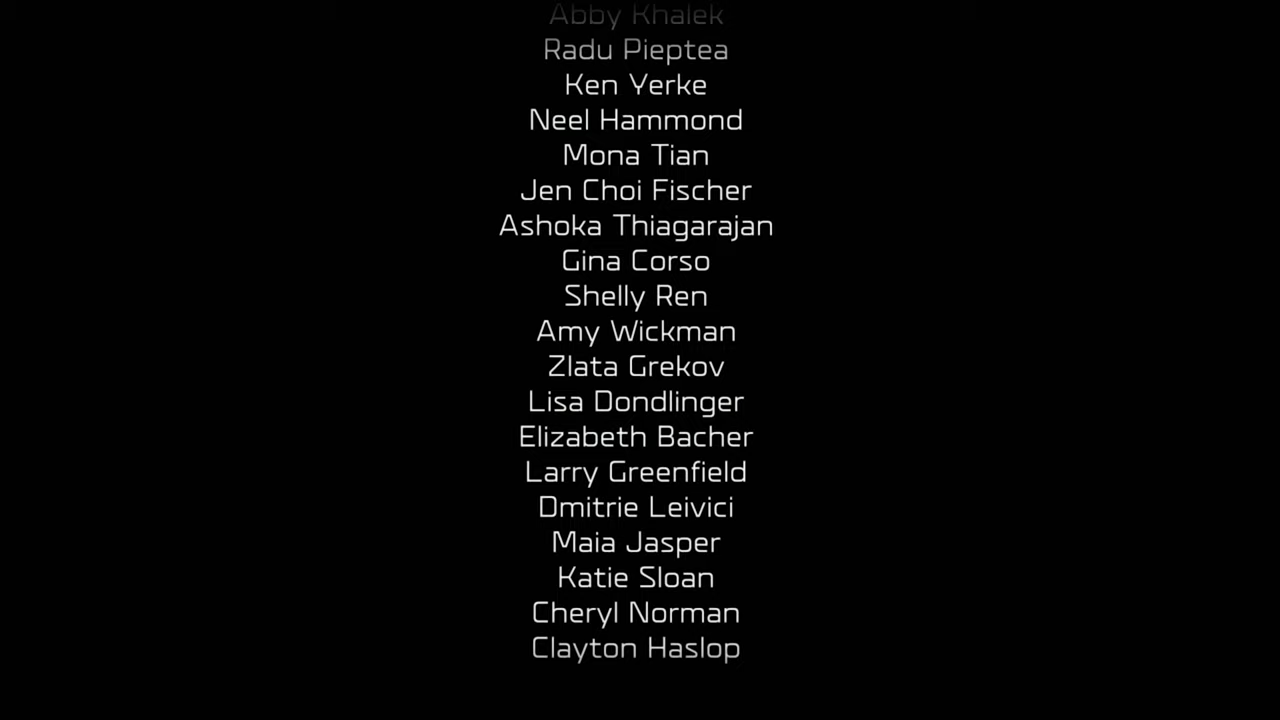 Abby Khalek
Radu Pieptea
Ken Yerke
Neel Hammond
Mona Tian
Jen Choi Fischer
Ashoka Thiagarajan
Gina Corso
Shelly Ren
Amy Wickman
Zlata Grekov
Lisa Dondlinger
Elizabeth Bacher
Larry Greenfield
Dmitrie Leivici
Maia Jasper
Katie Sloan
Cheryl Norman
Clayton Haslop